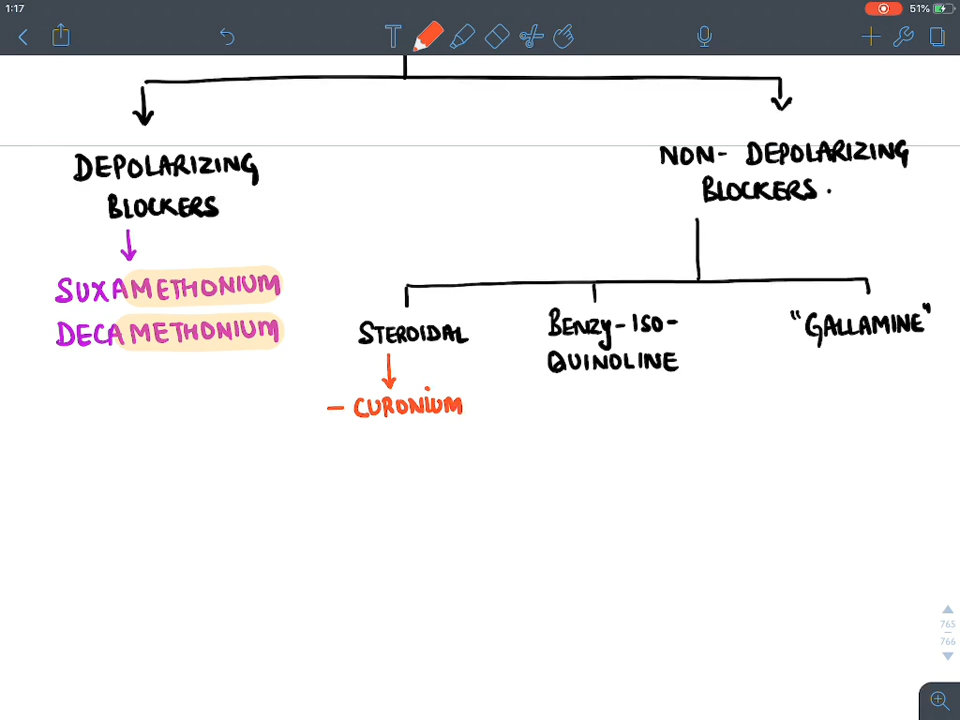 1:17
51%
T
DEPOLARIZING
BLOCKERS
NON- DEPOLARIZING
BLOCKERS.
SUXAMETHONIUM
DECAMETHONIUM
STEROIDAL
BENZY-ISO-
QUINOLINE
"GALLAMINE"
- CURONIUM
765
766